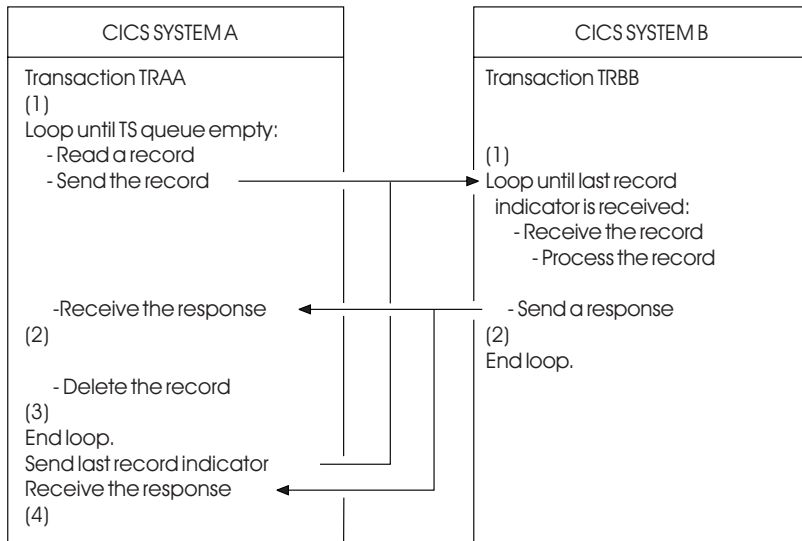 CICS SYSTEM A
Transaction TRAA
(1)
Loop until TS queue empty:
- Read a record
- Send the record
-Receive the response
(2)
- Delete the record
(3)
End loop.
Send last record indicator
Receive the response
(4)
CICS SYSTEM B
Transaction TRBB
(1)
Loop until last record
indicator is received:
- Receive the record
- Process the record
- Send a response
(2)
End loop.